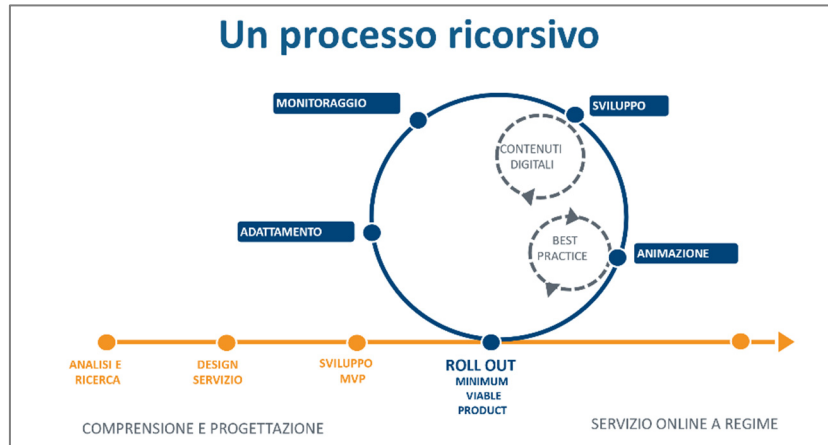 Un processo ricorsivo
MONITORAGGIO
SVILUPPO
CONTENUTI
DIGITALI
ADATTAMENTO
BEST
PRACTICE
ANIMAZIONE
ANALISI E
RICERCA
DESIGN
SERVIZIO
SVILUPPO
MVP
ROLL OUT
MINIMUM
VIABLE
PRODUCT
COMPRENSIONE E PROGETTAZIONE
SERVIZIO ONLINE A REGIME